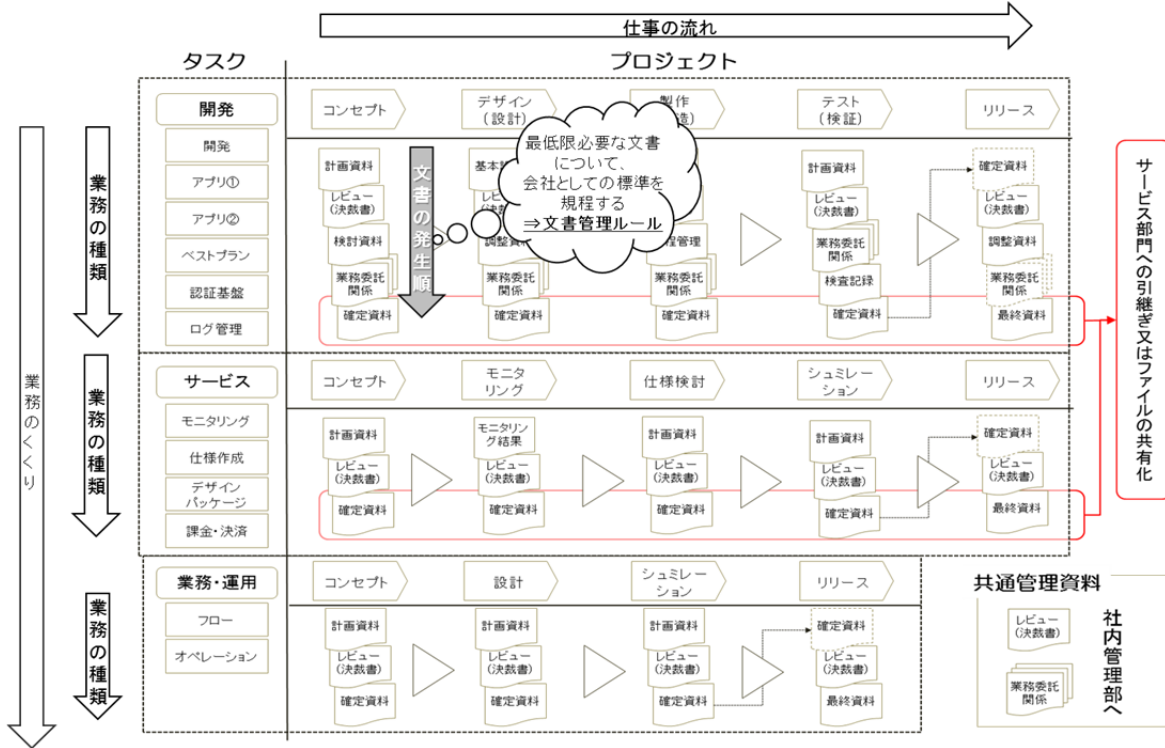 仕事の流れ
タスク
プロジェクト
業務のくくり
業務の種類
開発
開発
アプリ①
アプリ②
ベストプラン
認証基盤
ログ管理
コンセプト
デザイン
(設計)
製作
テスト
(検証)
リリース
最低限必要な文書
について、
会社としての標準を
規程する
⇒文書管理ルール
文書の発生順
計画資料
レビュー
(決裁書)
検討資料
業務委託
関係
確定資料
調整資料
業務委託
関係
確定資料
確定資料
計画資料
レビュー
(決裁書)
業務委託
関係
検査記録
確定資料
確定資料
レビュー
(決裁書)
調整資料
業務委託
関係
最終資料
サービス部門への引継ぎ又はファイルの共有化
業務の種類
サービス
モニタリング
仕様作成
デザイン
パッケージ
課金・決済
コンセプト
モニタ
リング
仕様検討
シュミレ
ーション
リリース
計画資料
レビュー
(決裁書)
確定資料
モニタリン
グ結果
レビュー
(決裁書)
確定資料
計画資料
レビュー
(決裁書)
確定資料
計画資料
レビュー
(決裁書)
確定資料
確定資料
レビュー
(決裁書)
最終資料
業務の種類
業務・運用
フロー
オペレーション
コンセプト
設計
シュミレー
ション
リリース
計画資料
レビュー
(決裁書)
確定資料
計画資料
レビュー
(決裁書)
確定資料
計画資料
レビュー
(決裁書)
確定資料
確定資料
レビュー
(決裁書)
最終資料
共通管理資料
レビュー
(決裁書)
業務委託
関係
社内管理部へ